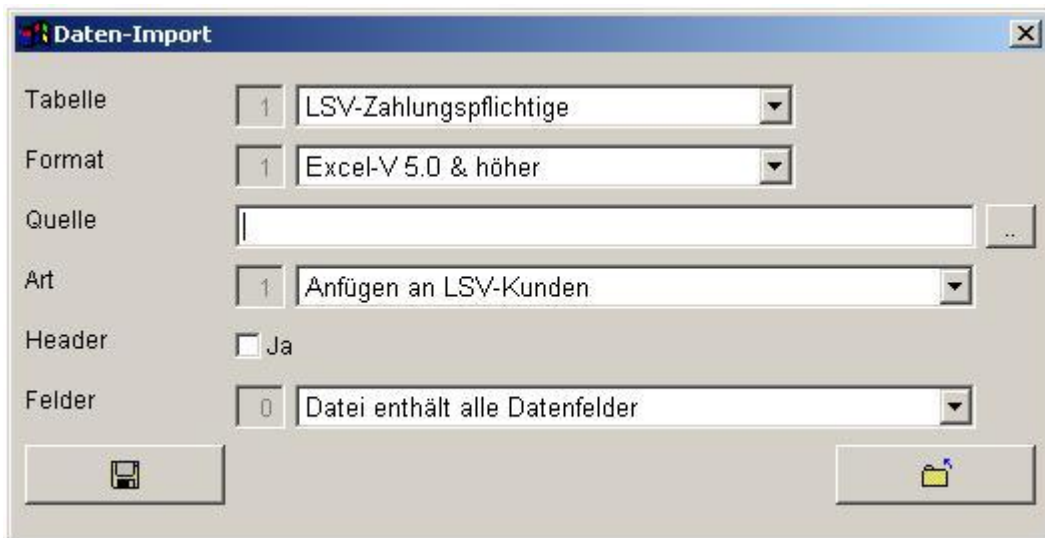 Daten-Import
Tabelle 1 LSV-Zahlungspflichtige
Format 1 Excel-V 5.0 & höher
Quelle ..
Art 1 Anfügen an LSV-Kunden
Header Ja
Felder 0 Datei enthält alle Datenfelder